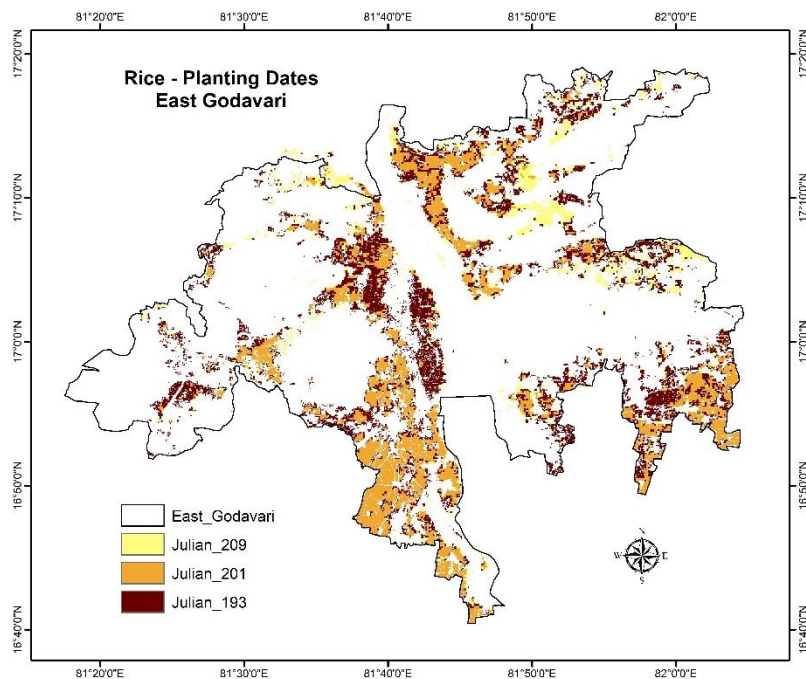 81°20'0"E 81°30'0"E 81°40'0"E 81°50'0"E 82°0'0"E
17°20'0"N 17°20'0"N
Rice - Planting Dates
East Godavari
17°10'0"N 17°10'0"N
17°0'0"N 17°0'0"N
16°50'0"N 16°50'0"N
East_Godavari
Julian_209
N
W E
Julian_201
S
Julian_193
16°40'0"N 16°40'0"N
81°20'0"E 81°30'0"E 81°40'0"E 81°50'0"E 82°0'0"E